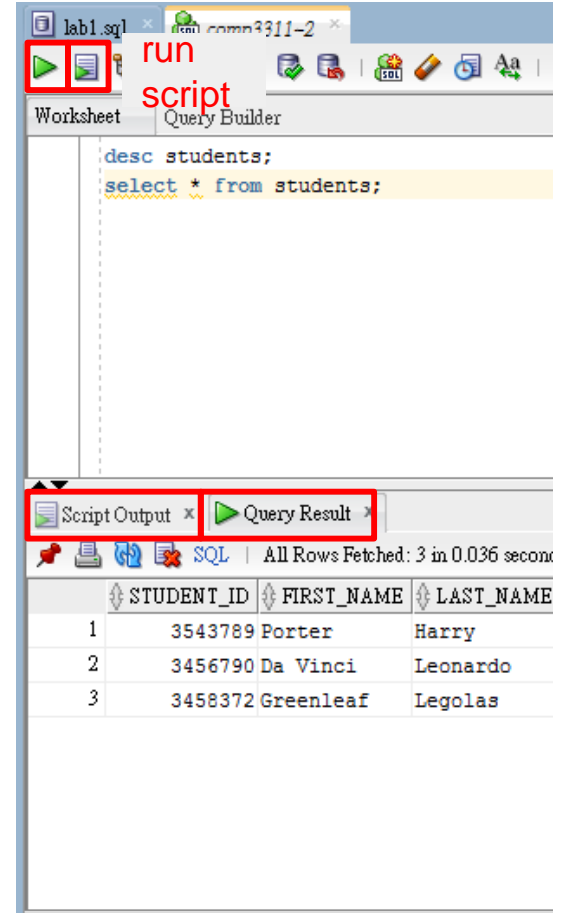 lab1.sql comp3311-2
run
script
Worksheet Query Builder
desc students;
select * from students;
Script Output Query Result
SQL | All Rows Fetched: 3 in 0.036 second
STUDENT_ID FIRST_NAME LAST_NAME
1 3543789 Porter Harry
2 3456790 Da Vinci Leonardo
3 3458372 Greenleaf Legolas